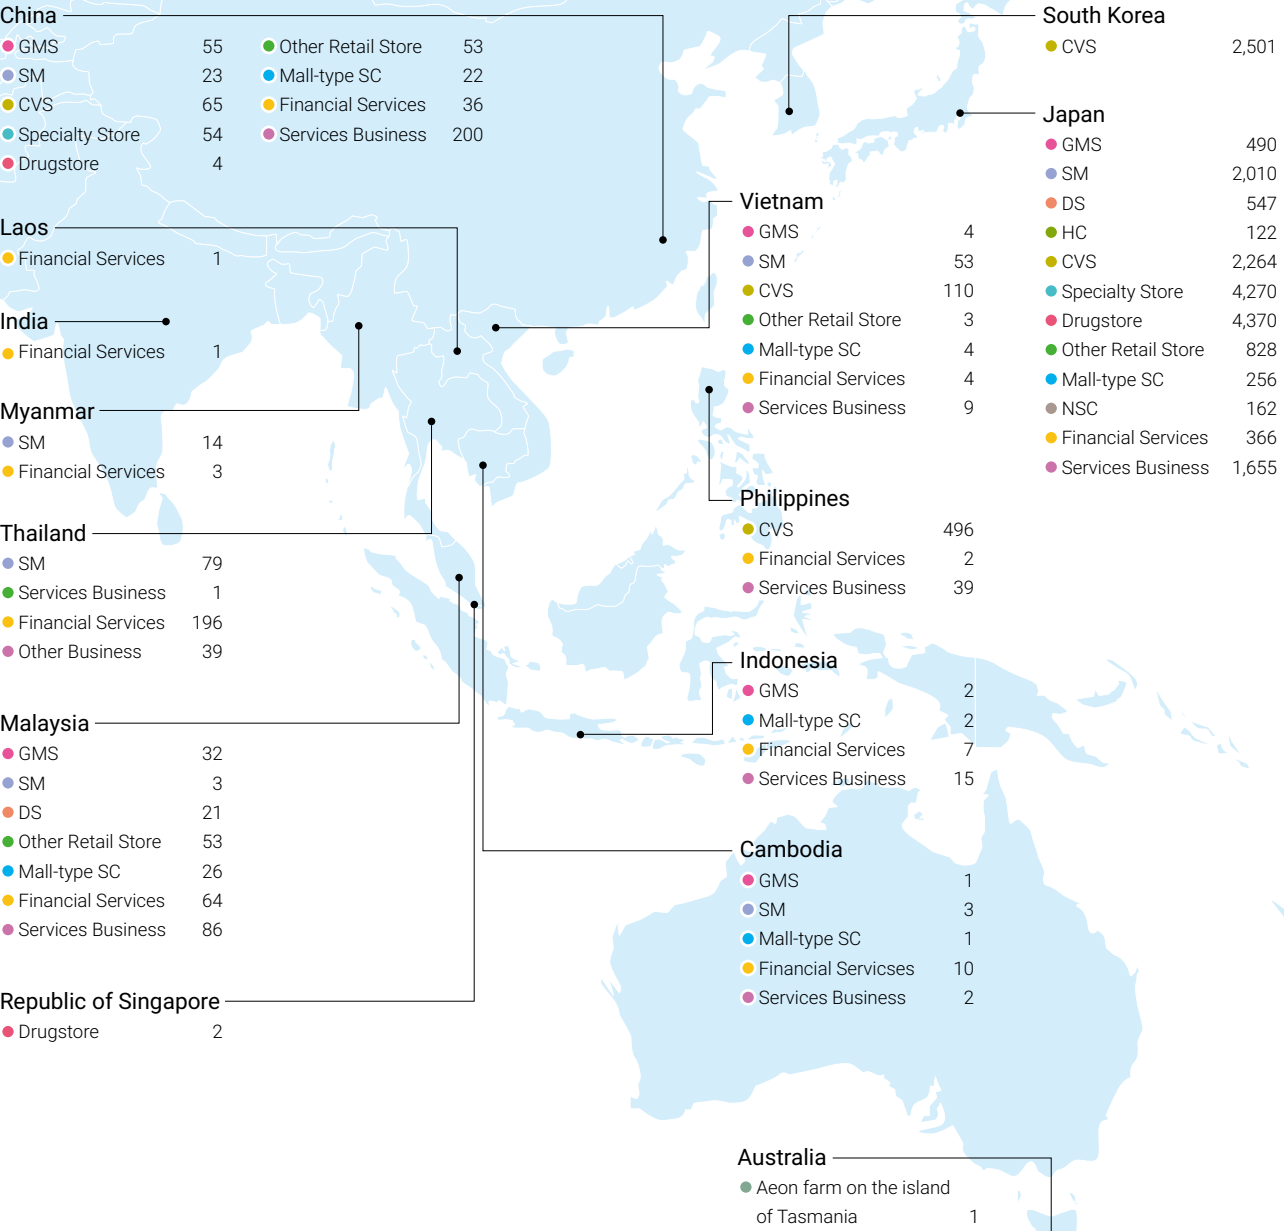 China
GMS 55
SM 23
CVS 65
Specialty Store 54
Drugstore 4
Other Retail Store 53
Mall-type SC 22
Financial Services 36
Services Business 200
Laos
Financial Services 1
India
Financial Services 1
Myanmar
SM 14
Financial Services 3
Thailand
SM 79
Services Business 1
Financial Services 196
Other Business 39
Malaysia
GMS 32
SM 3
DS 21
Other Retail Store 53
Mall-type SC 26
Financial Services 64
Services Business 86
Republic of Singapore
Drugstore 2
Vietnam
GMS 4
SM 53
CVS 110
Other Retail Store 3
Mall-type SC 4
Financial Services 4
Services Business 9
Philippines
CVS 496
Financial Services 2
Services Business 39
Indonesia
GMS 2
Mall-type SC 2
Financial Services 7
Services Business 15
Cambodia
GMS 1
SM 3
Mall-type SC 1
Financial Servicses 10
Services Business 2
Australia
Aeon farm on the island
of Tasmania 1
South Korea
CVS 2,501
Japan
GMS 490
SM 2,010
DS 547
HC 122
CVS 2,264
Specialty Store 4,270
Drugstore 4,370
Other Retail Store 828
Mall-type SC 256
NSC 162
Financial Services 366
Services Business 1,655